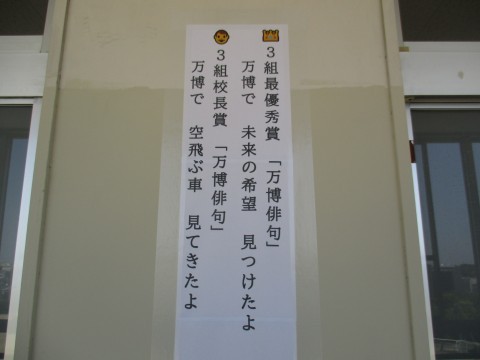 3組最優秀賞 「万博俳句」
万博で 未来の希望 見つけたよ
3組校長賞 「万博俳句」
万博で 空飛ぶ車 見てきたよ